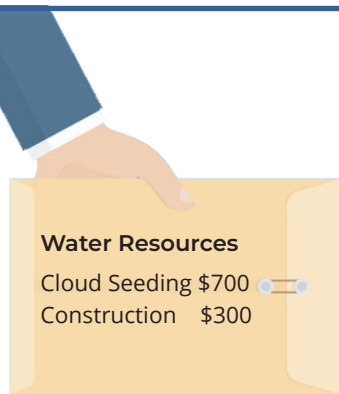 Water Resources
Cloud Seeding $700
Construction $300